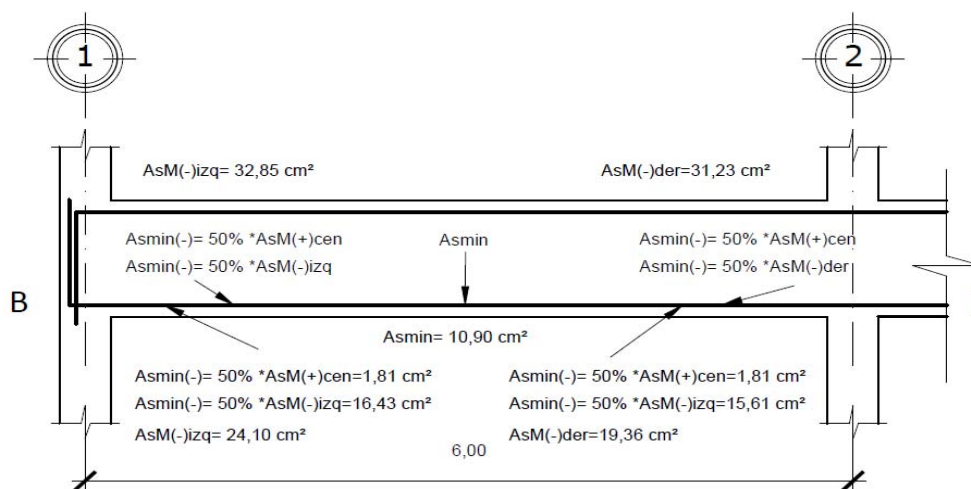 1
2
AsM(-)izq= 32,85 cm²
AsM(-)der=31,23 cm²
Asmin(-)= 50% *AsM(+)cen
Asmin
Asmin(-)= 50% *AsM(+)cen
Asmin(-)= 50% *AsM(-)izq
Asmin(-)= 50% *AsM(-)der
B
Asmin= 10,90 cm²
Asmin(-)= 50% *AsM(+)cen=1,81 cm²
Asmin(-)= 50% *AsM(+)cen=1,81 cm²
Asmin(-)= 50% *AsM(-)izq=16,43 cm²
Asmin(-)= 50% *AsM(-)izq=15,61 cm²
AsM(-)izq= 24,10 cm²
AsM(-)der=19,36 cm²
6,00